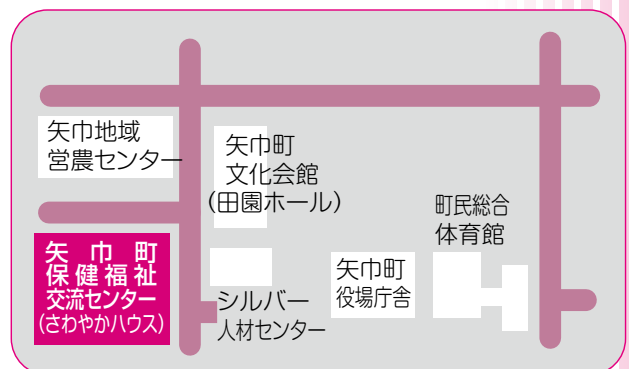 矢巾地域
営農センター
矢巾町
文化会館
(田園ホール)
町民総合
体育館
矢巾町
保健福祉
交流センター
(さわやかハウス)
シルバー
人材センター
矢巾町
役場庁舎